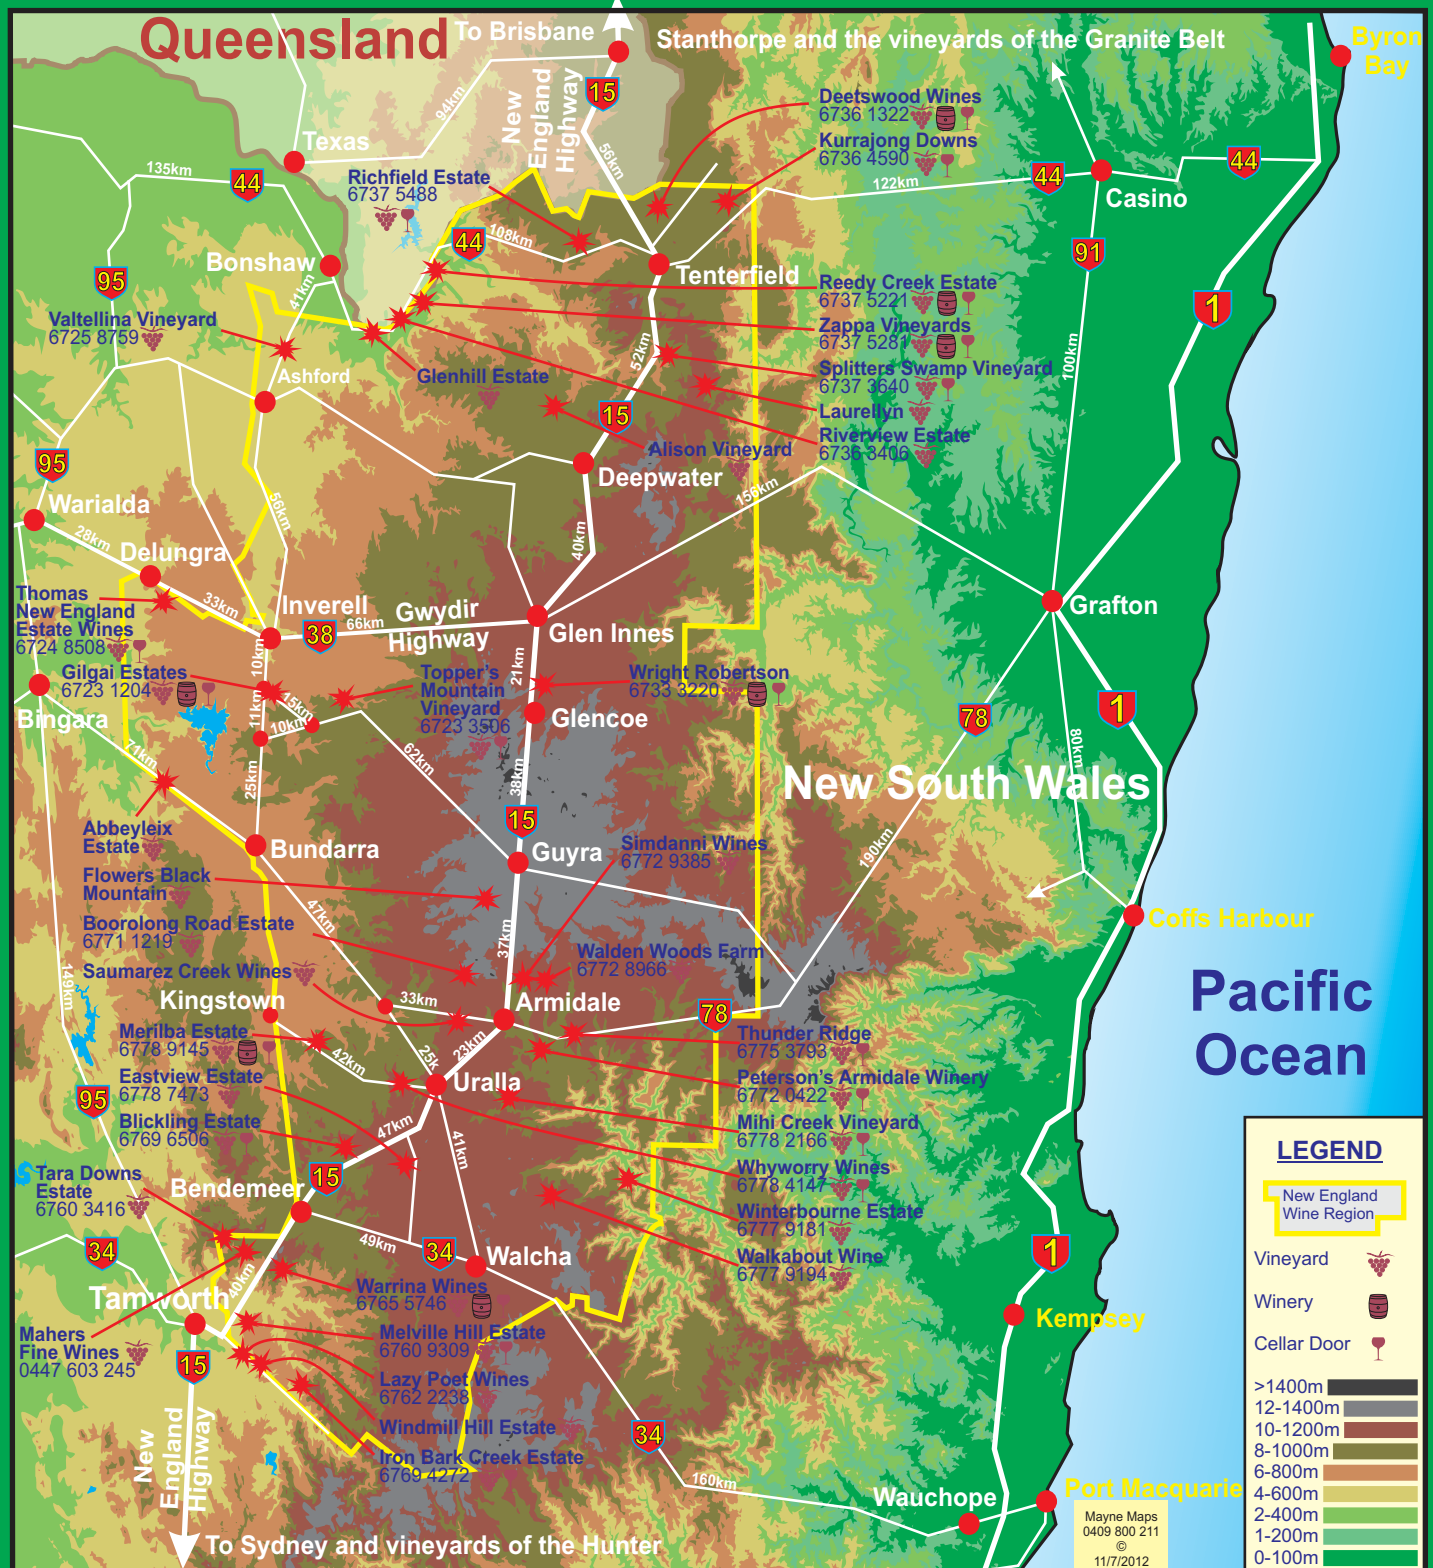 Queensland
To Brisbane
Stanthorpe and the vineyards of the Granite Belt
Byron
Bay
New
England
Highway
15
94km
56km
Texas
135km
44
Richfield Estate
6737 5488
Deetswood Wines
6736 1322
Kurrajong Downs
6736 4590
44
44
122km
Casino
91
108km
44
Bonshaw
95
41km
Tenterfield
Reedy Creek Estate
6737 5221
Zappa Vineyards
6737 5281
Splitters Swamp Vineyard
6737 3640
Laurellyn
Riverview Estate
6736 3406
1
Valtellina Vineyard
6725 8759
Glenhill Estate
Ashford
52km
100km
15
Alison Vineyard
Deepwater
156km
95
Warialda
28km
Delungra
56km
40km
33km
Thomas
New England
Estate Wines
6724 8508
Inverell
66km
38
Gwydir
Highway
Glen Innes
Grafton
10km
Gilgai Estates
6723 1204
Topper's
Mountain
Vineyard
6723 3506
21km
Wright Robertson
6733 3220
Bingara
15km
11km
10km
Glencoe
78
1
71km
25km
62km
38km
80km
New South Wales
15
Abbeyleix
Estate
Bundarra
Guyra
Simdanni Wines
6772 9385
190km
Flowers Black
Mountain
47km
Boorolong Road Estate
6771 1219
37km
Walden Woods Farm
6772 8966
Coffs Harbour
Saumarez Creek Wines
149km
Kingstown
33km
Armidale
78
Pacific
Ocean
Merilba Estate
6778 9145
42km
25k
23km
Thunder Ridge
6775 3793
Eastview Estate
6778 7473
Uralla
Peterson's Armidale Winery
6772 0422
95
Blickling Estate
6769 6506
47km
41km
Mihi Creek Vineyard
6778 2166
Tara Downs
Estate
6760 3416
15
Whyworry Wines
6778 4147
Bendemeer
Winterbourne Estate
6777 9181
34
49km
34
Walcha
Walkabout Wine
6777 9194
1
40km
Tamworth
Warrina Wines
6765 5746
Kempsey
Mahers
Fine Wines
0447 603 245
15
Melville Hill Estate
6760 9309
Lazy Poet Wines
6762 2238
Windmill Hill Estate
Iron Bark Creek Estate
6769 4272
New
England
Highway
34
160km
Wauchope
Port Macquarie
To Sydney and vineyards of the Hunter
Mayne Maps
0409 800 211
©
11/7/2012
LEGEND
New England
Wine Region
Vineyard
Winery
Cellar Door
>1400m
12-1400m
10-1200m
8-1000m
6-800m
4-600m
2-400m
1-200m
0-100m